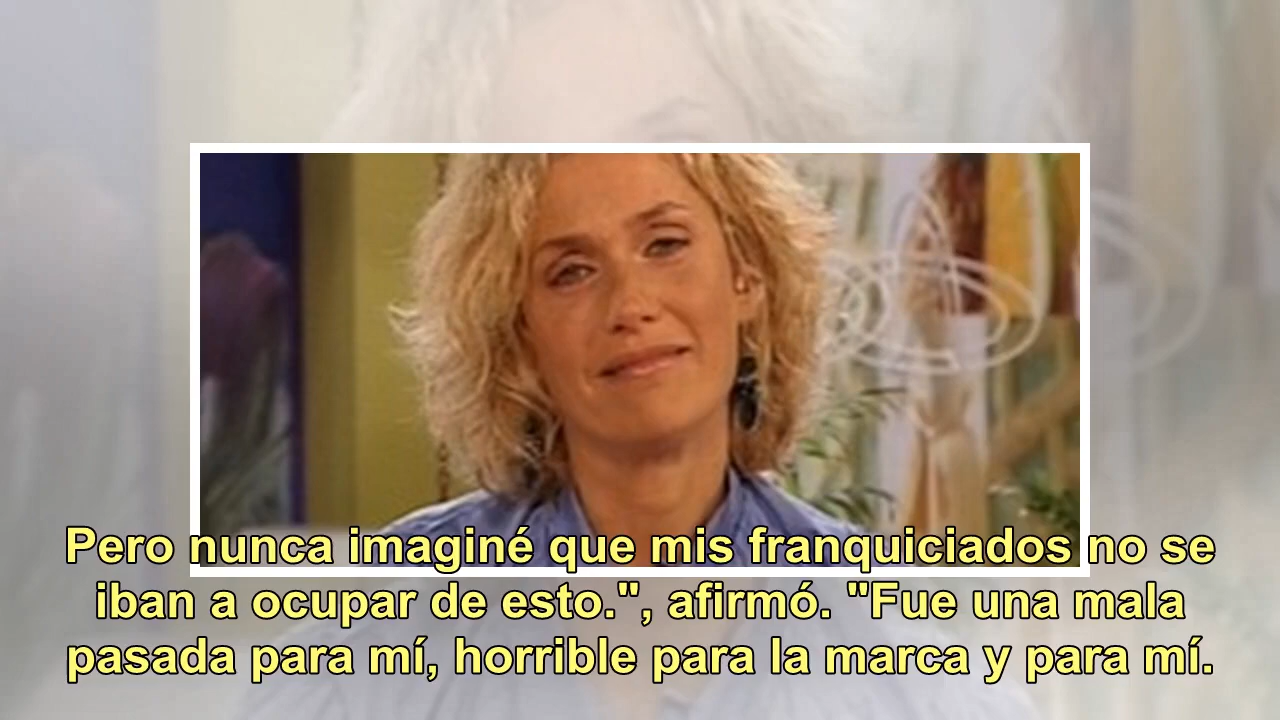 Pero nunca imaginé que mis franquiciados no se
iban a ocupar de esto.", afirmó. "Fue una mala
pasada para mí, horrible para la marca y para mí.